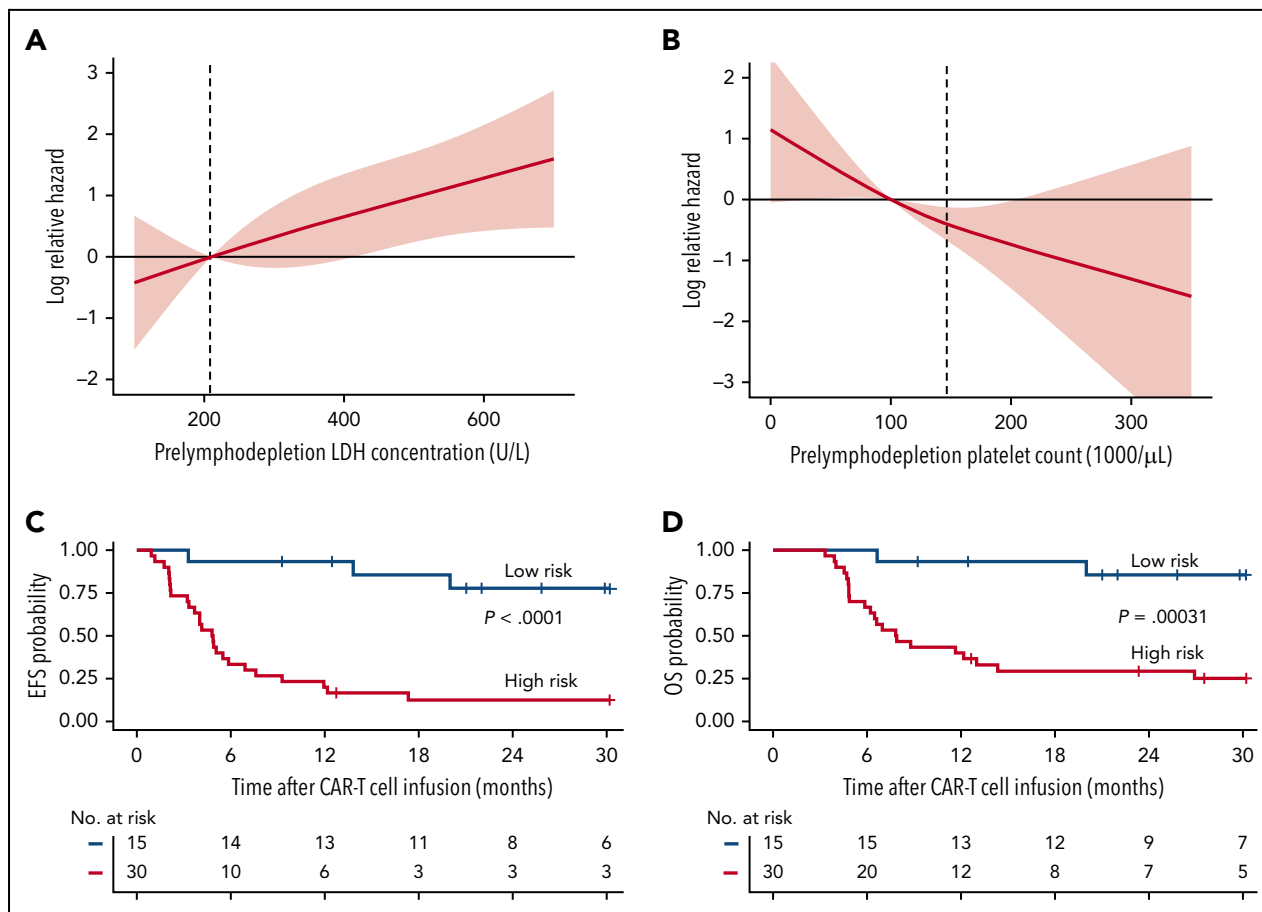 A
3
2
1
0
–1
–2
Log relative hazard
200
400
600
Prelymphodepletion LDH concentration (U/L)
B
2
1
0
–1
–2
–3
Log relative hazard
0
100
200
300
Prelymphodepletion platelet count (1000/μL)
C
1.00
0.75
0.50
0.25
0.00
EFS probability
Low risk
P < .0001
High risk
0 6 12 18 24 30
Time after CAR-T cell infusion (months)
No. at risk
15 14 13 11 8 6
30 10 6 3 3 3
D
1.00
0.75
0.50
0.25
0.00
OS probability
Low risk
P = .00031
High risk
0 6 12 18 24 30
Time after CAR-T cell infusion (months)
No. at risk
15 15 13 12 9 7
30 20 12 8 7 5